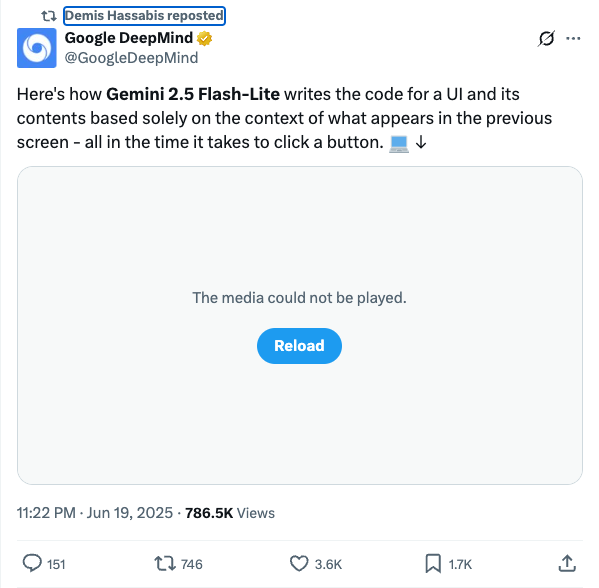 Demis Hassabis reposted
Google DeepMind
@GoogleDeepMind
Here's how Gemini 2.5 Flash-Lite writes the code for a UI and its
contents based solely on the context of what appears in the previous
screen - all in the time it takes to click a button. 💻 ↓
The media could not be played.
Reload
11:22 PM · Jun 19, 2025 · 786.5K Views
151 746 3.6K 1.7K